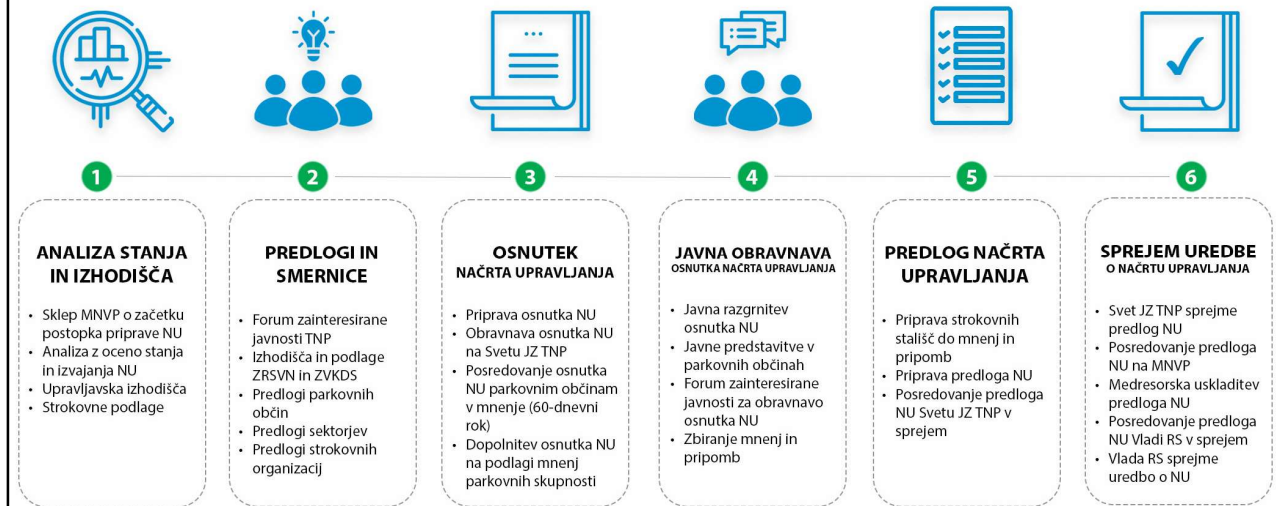 1
ANALIZA STANJA
IN IZHODIŠČA
• Sklep MNVP o začetku
postopka priprave NU
• Analiza z oceno stanja
in izvajanja NU
• Upravljavska izhodišča
• Strokovne podlage
2
PREDLOGI IN
SMERNICE
• Forum zainteresirane
javnosti TNP
• Izhodišča in podlage
ZRSVN in ZVKDS
• Predlogi parkovnih
občin
• Predlogi sektorjev
• Predlogi strokovnih
organizacij
3
OSNUTEK
NAČRTA UPRAVLJANJA
• Priprava osnutka NU
• Obravnava osnutka NU
na Svetu JZ TNP
• Posredovanje osnutka
NU parkovnim občinam
v mnenje (60-dnevni
rok)
• Dopolnitev osnutka NU
na podlagi mnenj
parkovnih skupnosti
4
JAVNA OBRAVNAVA
OSNUTKA NAČRTA UPRAVLJANJA
• Javna razgrnitev
osnutka NU
• Javne predstavitve v
parkovnih občinah
• Forum zainteresirane
javnosti za obravnavo
osnutka NU
• Zbiranje mnenj in
pripomb
5
PREDLOG NAČRTA
UPRAVLJANJA
• Priprava strokovnih
stališč do mnenj in
pripomb
• Priprava predloga NU
• Posredovanje predloga
NU Svetu JZ TNP v
sprejem
6
SPREJEM UREDBE
O NAČRTU UPRAVLJANJA
• Svet JZ TNP sprejme
predlog NU
• Posredovanje predloga
NU na MNVP
• Medresorska uskladitev
predloga NU
• Posredovanje predloga
NU Vladi RS v sprejem
• Vlada RS sprejme
uredbo o NU